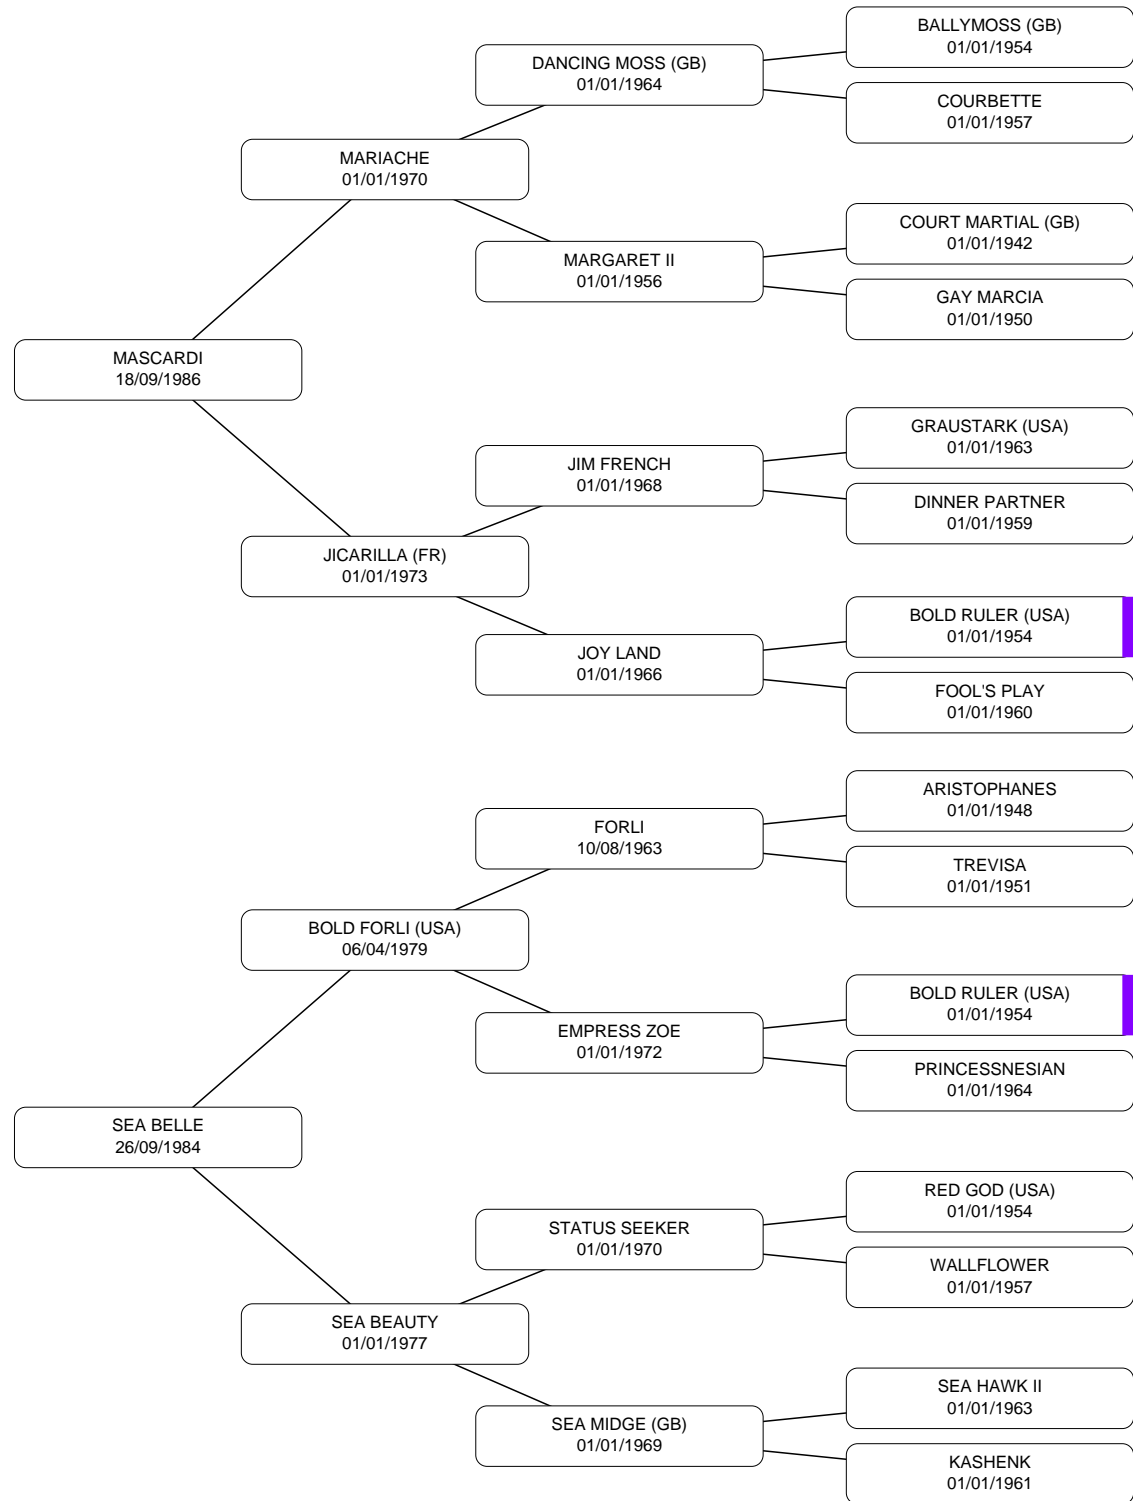 BALLYMOSS (GB)
01/01/1954
DANCING MOSS (GB)
01/01/1964
COURBETTE
01/01/1957
MARIACHE
01/01/1970
COURT MARTIAL (GB)
01/01/1942
MARGARET II
01/01/1956
GAY MARCIA
01/01/1950
MASCARDI
18/09/1986
GRAUSTARK (USA)
01/01/1963
JIM FRENCH
01/01/1968
DINNER PARTNER
01/01/1959
JICARILLA (FR)
01/01/1973
BOLD RULER (USA)
01/01/1954
JOY LAND
01/01/1966
FOOL'S PLAY
01/01/1960
ARISTOPHANES
01/01/1948
FORLI
10/08/1963
TREVISA
01/01/1951
BOLD FORLI (USA)
06/04/1979
BOLD RULER (USA)
01/01/1954
EMPRESS ZOE
01/01/1972
PRINCESSNESIAN
01/01/1964
SEA BELLE
26/09/1984
RED GOD (USA)
01/01/1954
STATUS SEEKER
01/01/1970
WALLFLOWER
01/01/1957
SEA BEAUTY
01/01/1977
SEA HAWK II
01/01/1963
SEA MIDGE (GB)
01/01/1969
KASHENK
01/01/1961